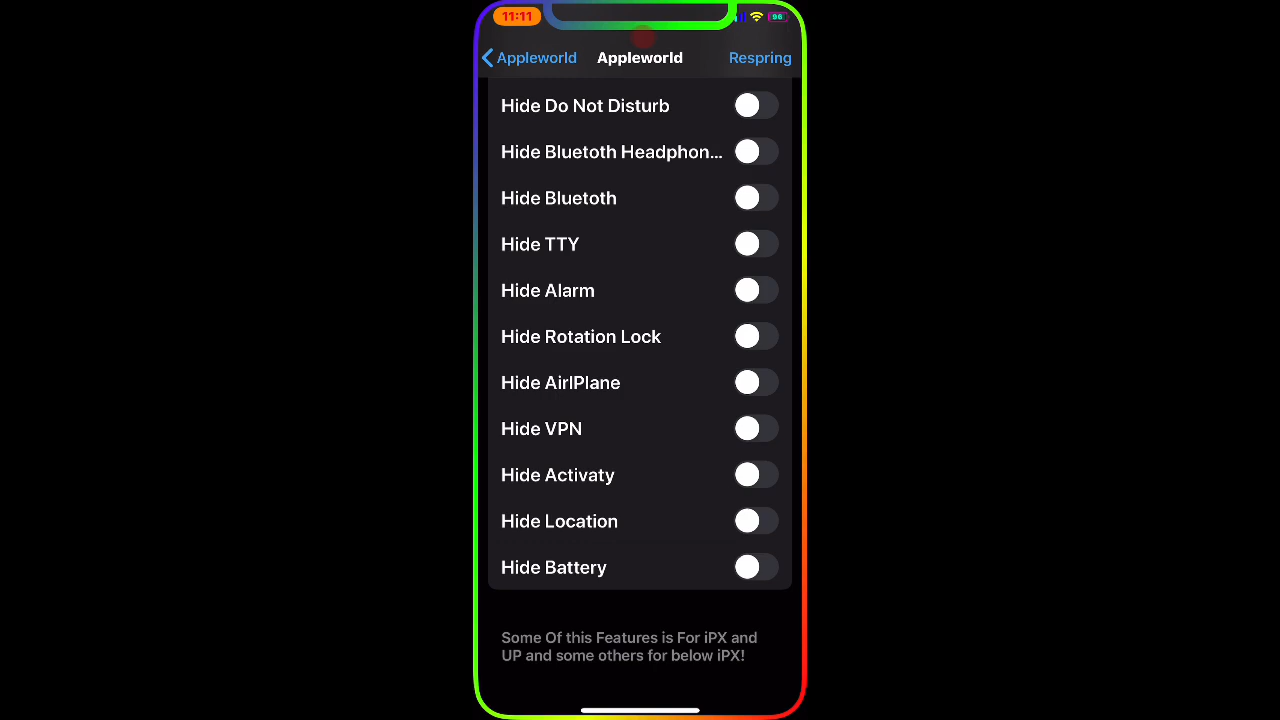 11:11
96
Appleworld
Appleworld
Respring
Hide Do Not Disturb
Hide Bluetoth Headphon...
Hide Bluetoth
Hide TTY
Hide Alarm
Hide Rotation Lock
Hide AirlPlane
Hide VPN
Hide Activaty
Hide Location
Hide Battery
Some Of this Features is For iPX and
UP and some others for below iPX!